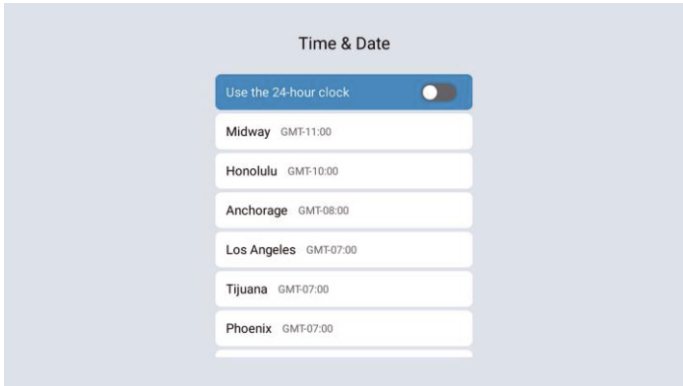 Time & Date
Use the 24-hour clock
Midway GMT-11:00
Honolulu GMT-10:00
Anchorage GMT-08:00
Los Angeles GMT-07:00
Tijuana GMT-07:00
Phoenix GMT-07:00